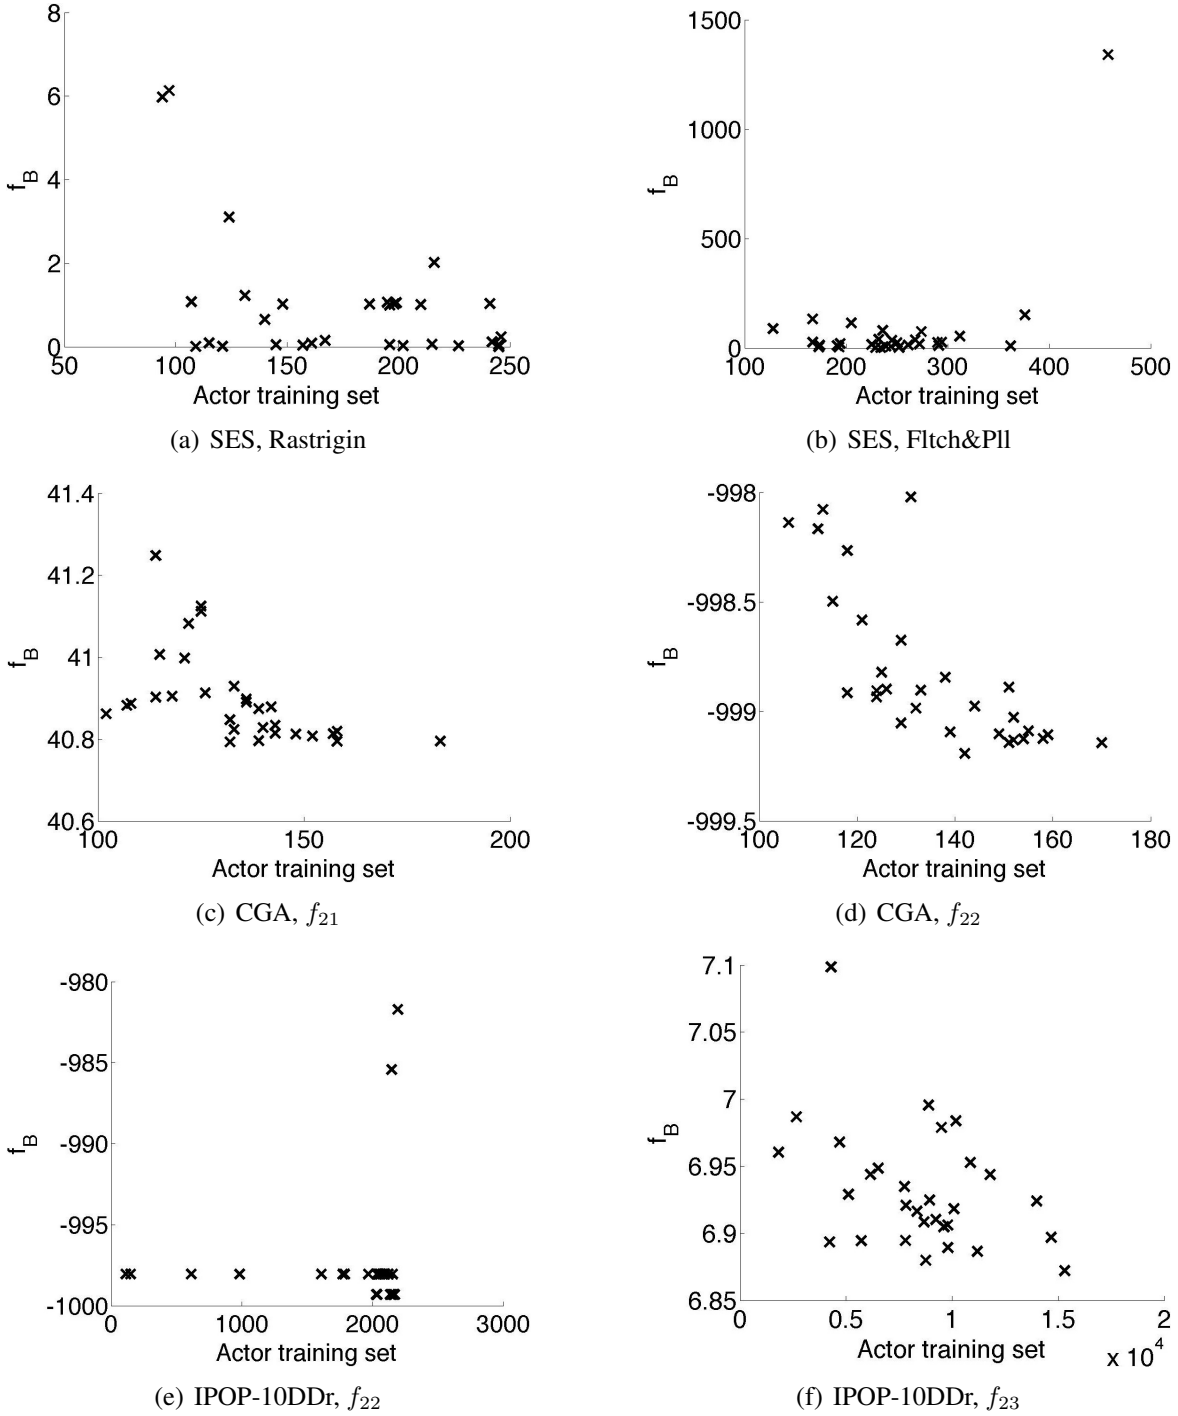 8
6
4
2
0
f_B
50 100 150 200 250
Actor training set
(a) SES, Rastrigin
1500
1000
500
0
f_B
100 200 300 400 500
Actor training set
(b) SES, Fltch&Pll
41.4
41.2
41
40.8
40.6
f_B
100 150 200
Actor training set
(c) CGA, f_21
-998
-998.5
-999
-999.5
f_B
100 120 140 160 180
Actor training set
(d) CGA, f_22
-980
-985
-990
-995
-1000
f_B
0 1000 2000 3000
Actor training set
(e) IPOP-10DDr, f_22
7.1
7.05
7
6.95
6.9
6.85
f_B
0 0.5 1 1.5 2
Actor training set
x 10^4
(f) IPOP-10DDr, f_23